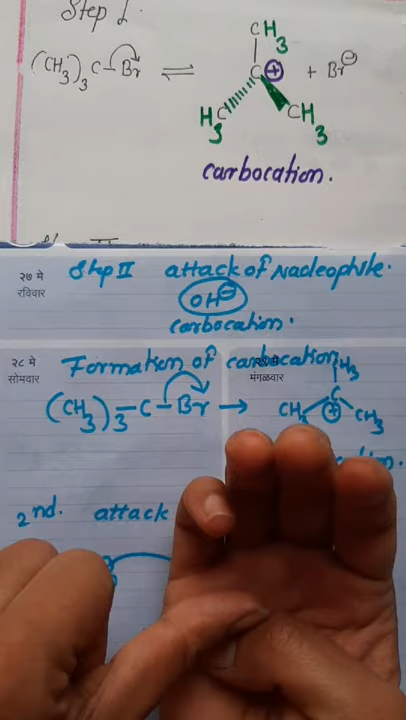 Step I.
CH3
(CH3)3 C-Br ⇌ C⊕ + Br⊖
H3C CH3
carbocation.
२७ मे
रविवार
Step II attack of Nucleophile.
OH⊖
carbocation.
२८ मे
सोमवार
Formation of carbocation
मंगळवार
(CH3)3-C-Br → CH3 C ⊕ CH3
2nd. attack